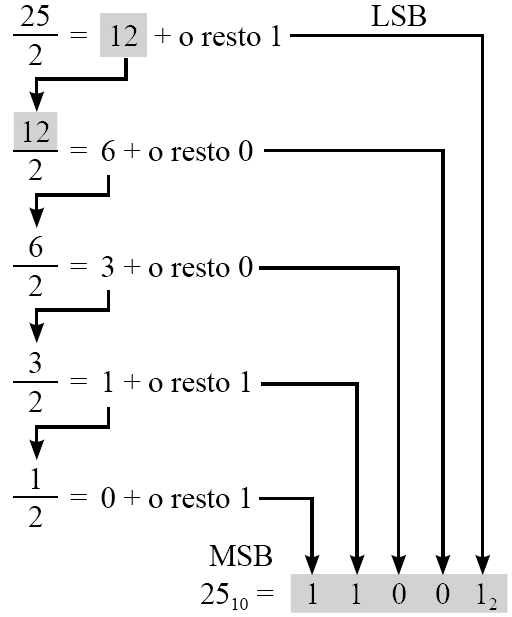 25/2 = 12 + o resto 1 LSB
12/2 = 6 + o resto 0
6/2 = 3 + o resto 0
3/2 = 1 + o resto 1
1/2 = 0 + o resto 1
MSB
25₁₀ = 1 1 0 0 1₂